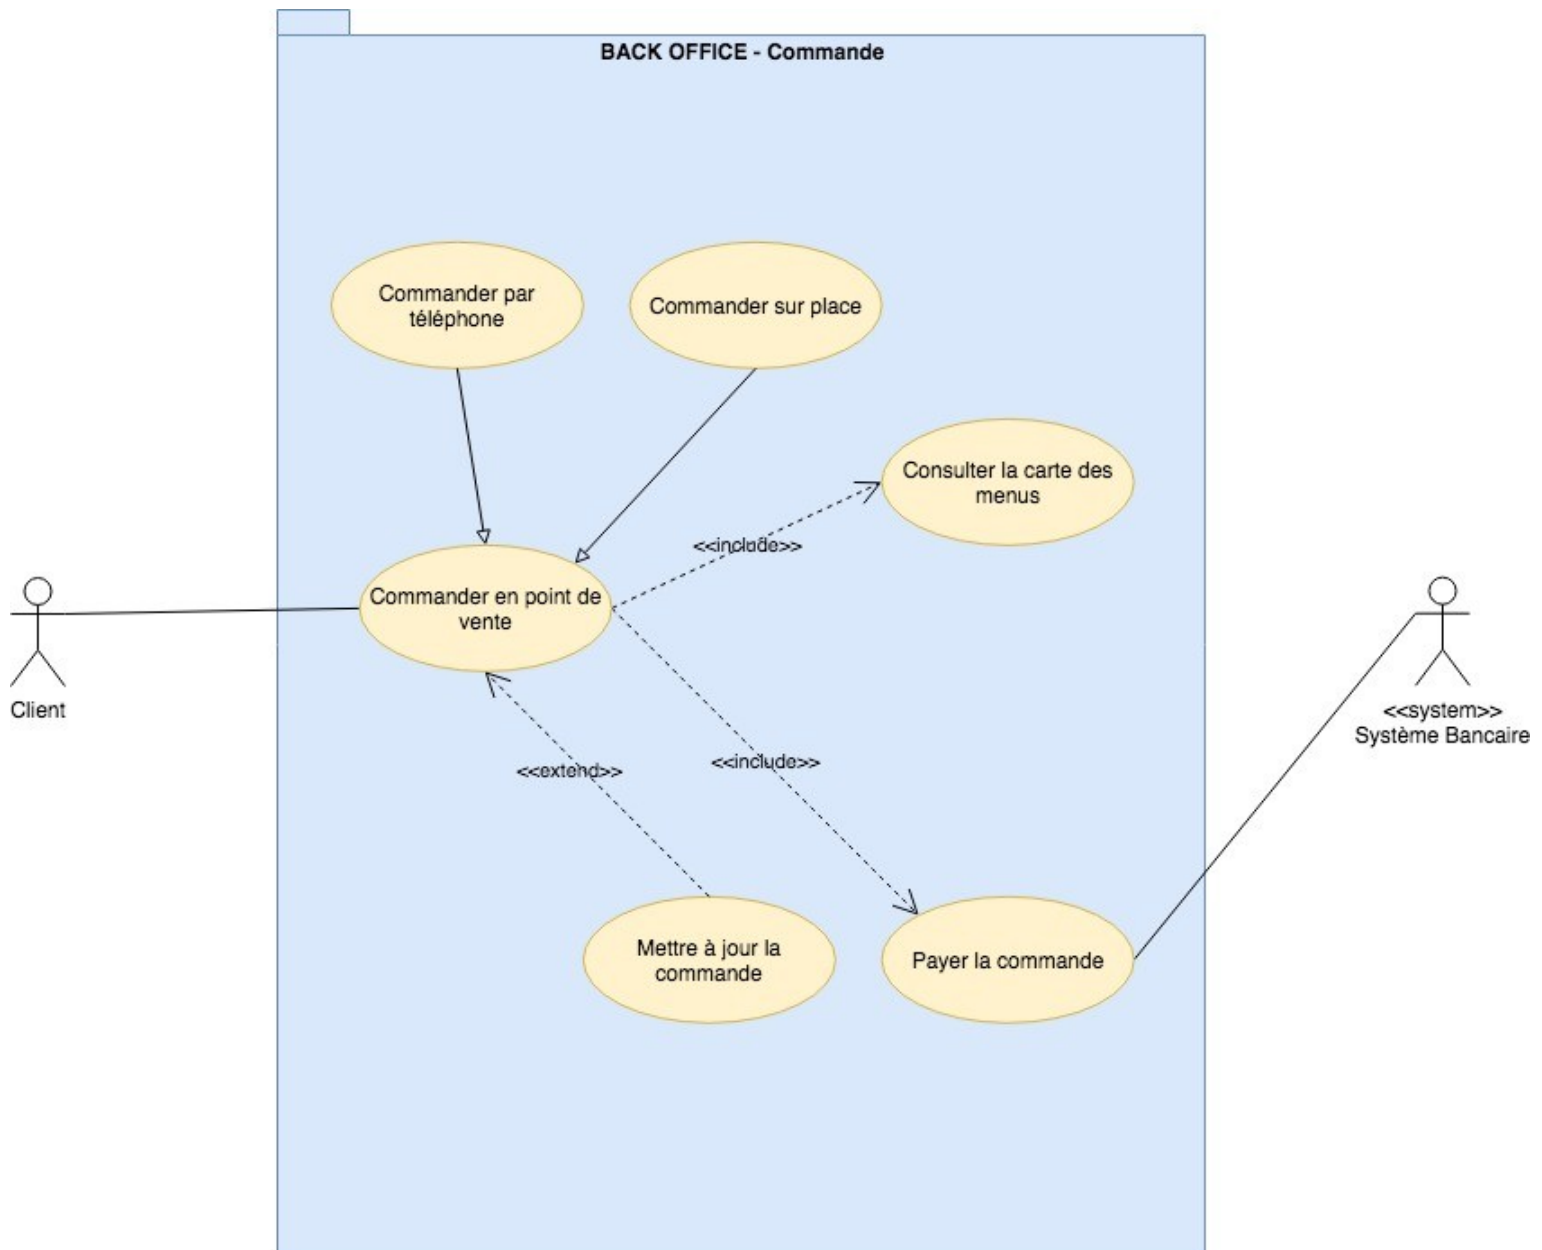 BACK OFFICE - Commande
Commander par
téléphone
Commander sur place
Consulter la carte des
menus
<<include>>
Commander en point de
vente
Client
<<system>>
Système Bancaire
<<extend>>
<<include>>
Mettre à jour la
commande
Payer la commande